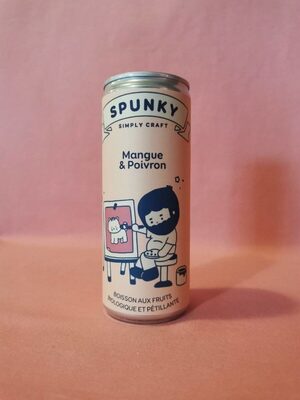 SPUNKY
SIMPLY CRAFT
Mangue
& Poivron
BOISSON AUX FRUITS
BIOLOGIQUE ET PÉTILLANTE